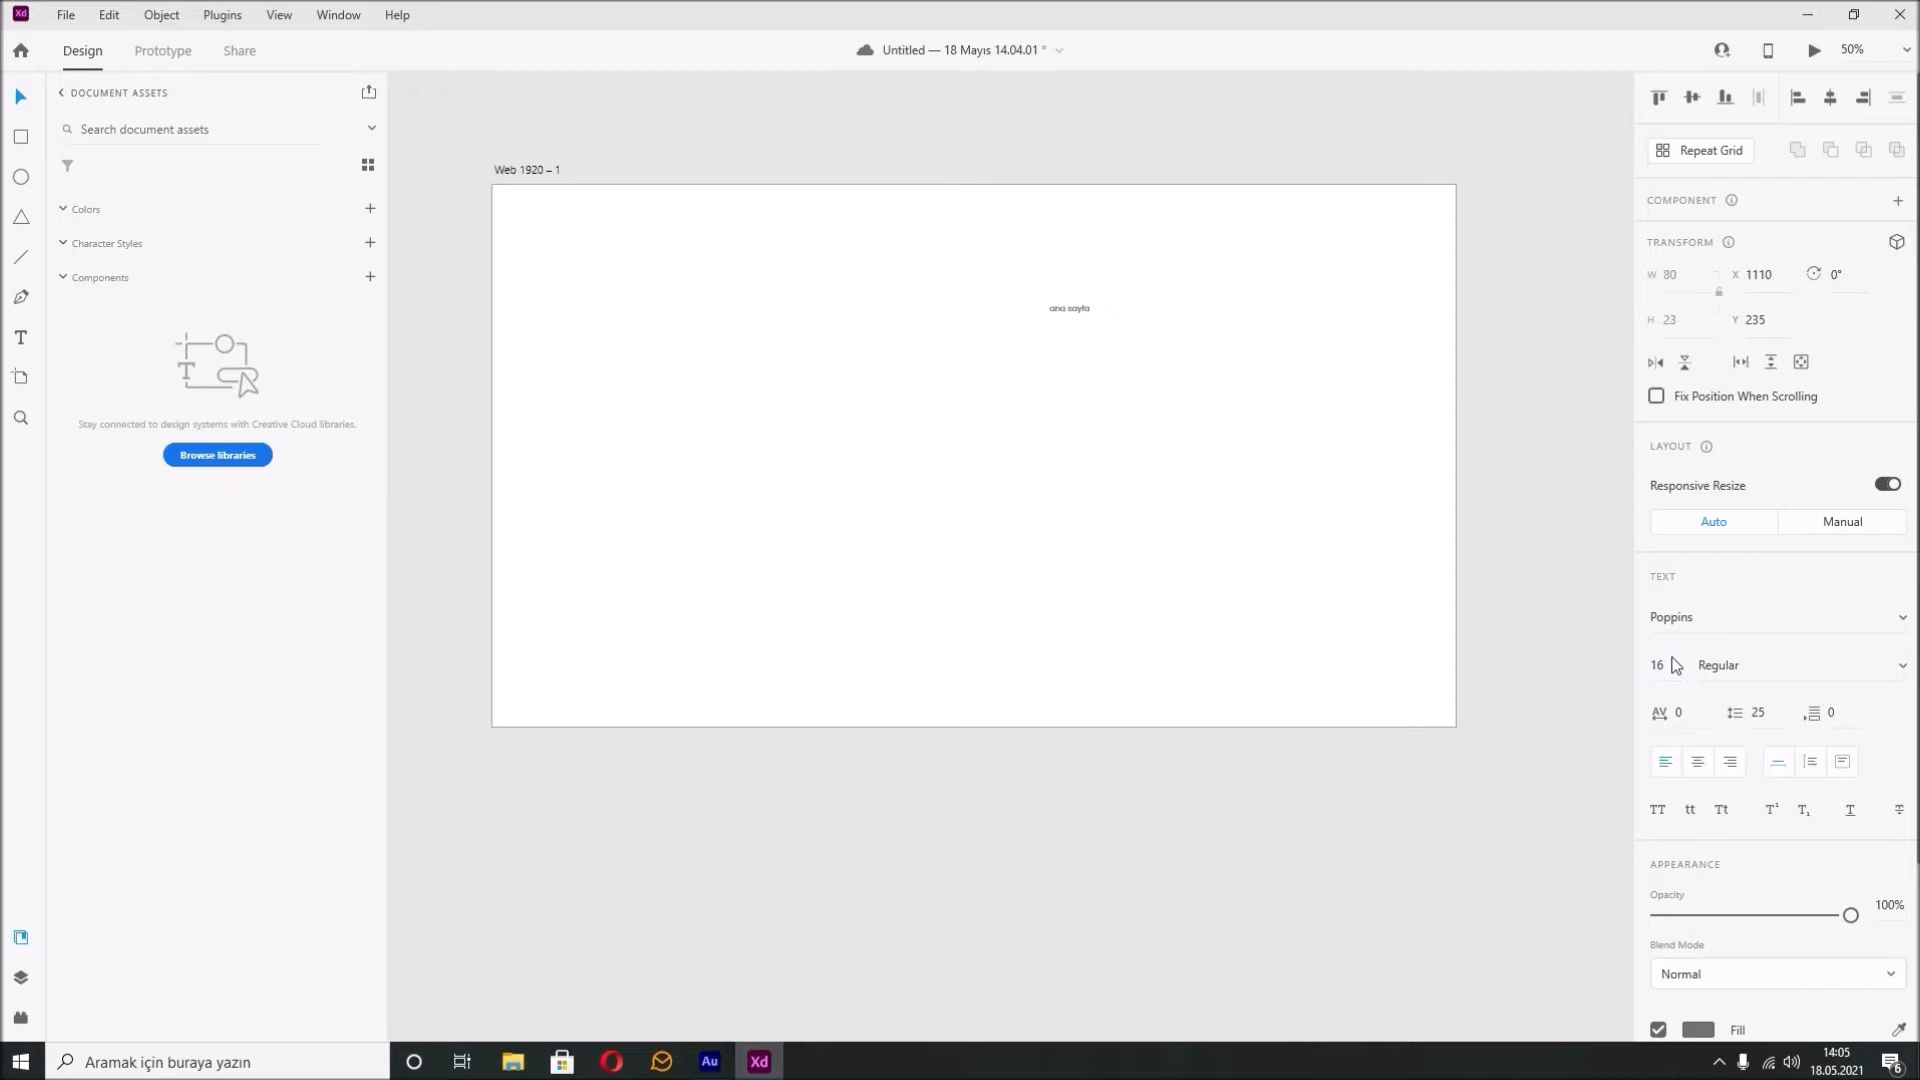 Xd File Edit Object Plugins View Window Help
Design Prototype Share
Untitled — 18 Mayıs 14.04.01 *
50%
DOCUMENT ASSETS
Search document assets
Colors
Character Styles
Components
Stay connected to design systems with Creative Cloud libraries.
Browse libraries
Web 1920 – 1
ana sayfa
Repeat Grid
COMPONENT
TRANSFORM
W 80 X 1110 0°
H 23 Y 235
Fix Position When Scrolling
LAYOUT
Responsive Resize
Auto Manual
TEXT
Poppins
16 Regular
AV 0 25 0
TT tt Tt T¹ T₁ T T
APPEARANCE
Opacity
100%
Blend Mode
Normal
Fill
Aramak için buraya yazın
Au Xd
14:05
18.05.2021
6